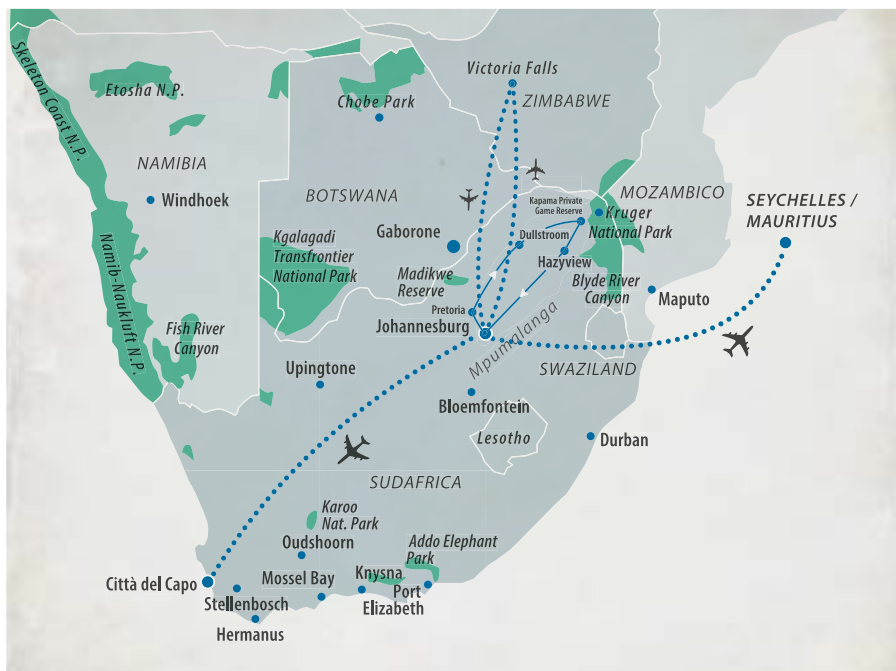 Skeleton Coast N.P.
Etosha N.P.
Victoria Falls
Chobe Park
ZIMBABWE
NAMIBIA
Windhoek
BOTSWANA
MOZAMBICO
Kapama Private
Game Reserve
Kruger
National Park
SEYCHELLES /
MAURITIUS
Gaborone
Dullstroom
Kgalagadi
Transfrontier
National Park
Hazyview
Madikwe
Reserve
Blyde River
Canyon
Namib-Naukluft N.P.
Maputo
Pretoria
Johannesburg
Mpumalanga
Fish River
Canyon
Upingtone
SWAZILAND
Bloemfontein
Lesotho
Durban
SUDAFRICA
Karoo
Nat. Park
Oudshoorn
Addo Elephant
Park
Città del Capo
Mossel Bay
Knysna
Port
Elizabeth
Stellenbosch
Hermanus